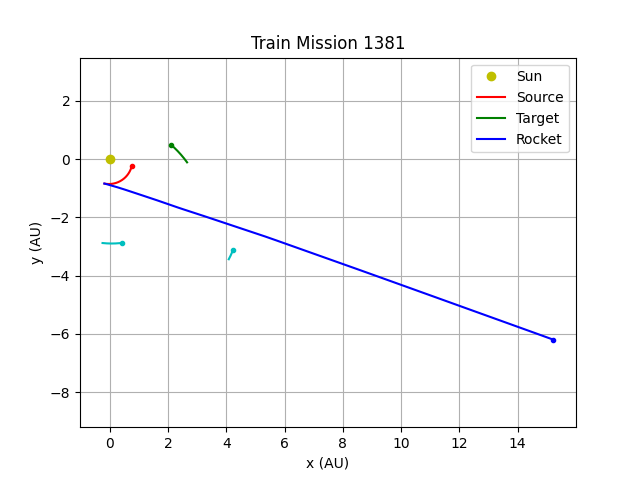 Train Mission 1381
Sun
Source
Target
Rocket
2
0
−2
−4
−6
−8
y (AU)
0 2 4 6 8 10 12 14
x (AU)